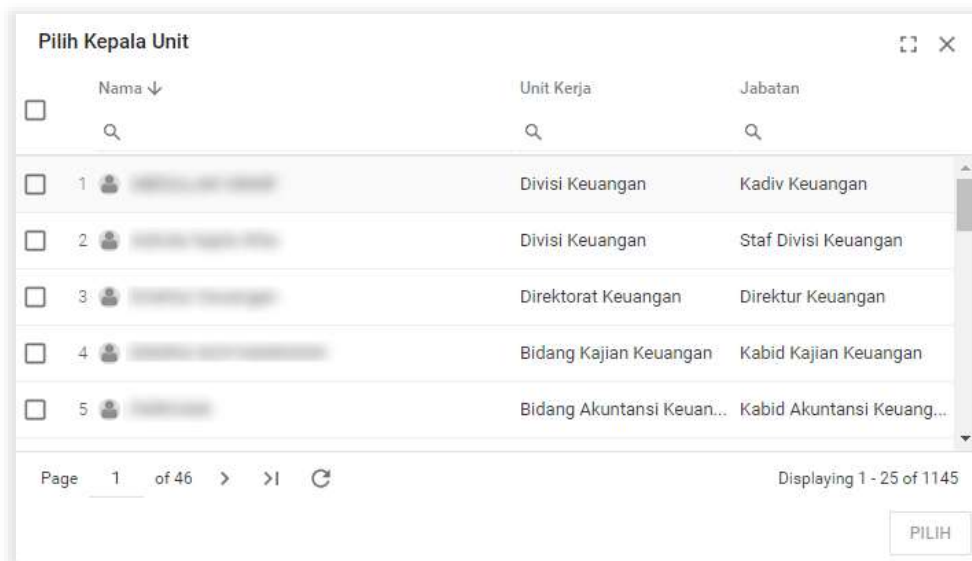 Pilih Kepala Unit
Nama Unit Kerja Jabatan
1 Divisi Keuangan Kadiv Keuangan
2 Divisi Keuangan Staf Divisi Keuangan
3 Direktorat Keuangan Direktur Keuangan
4 Bidang Kajian Keuangan Kabid Kajian Keuangan
5 Bidang Akuntansi Keuan... Kabid Akuntansi Keuang...
Page 1 of 46 Displaying 1 - 25 of 1145
PILIH